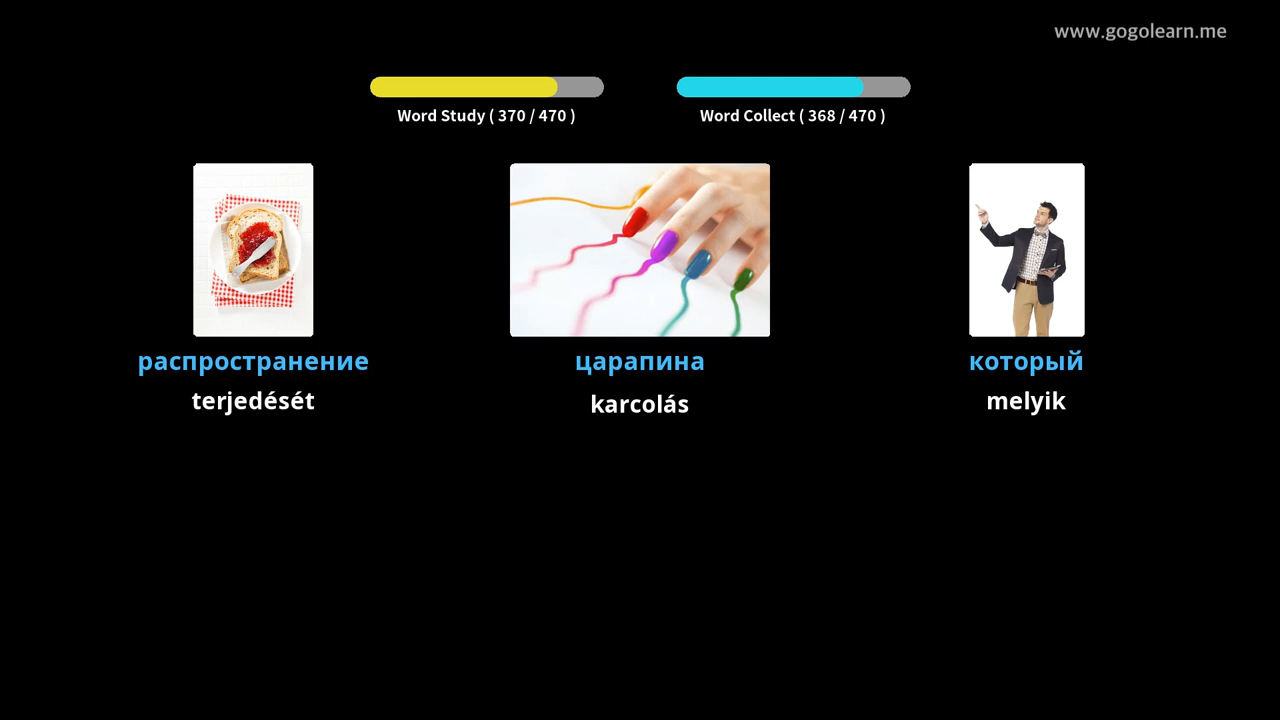 www.gogolearn.me
Word Study ( 370 / 470 )
Word Collect ( 368 / 470 )
распространение
terjedését
царапина
karcolás
который
melyik